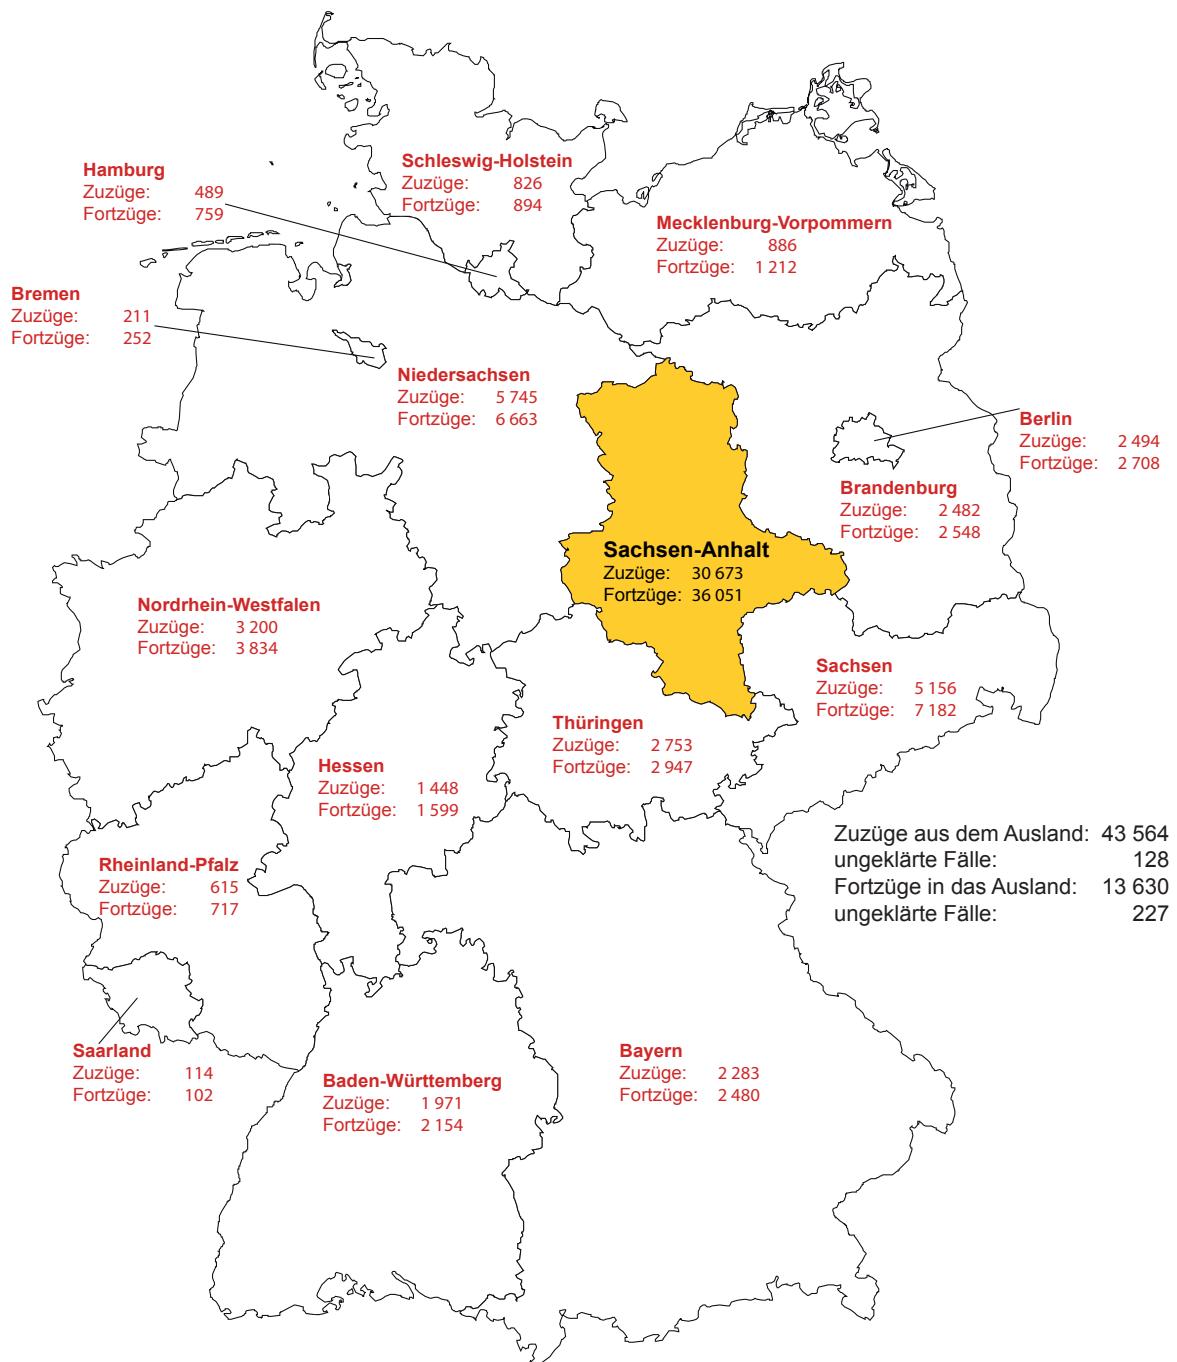 Hamburg
Zuzüge: 489
Fortzüge: 759
Schleswig-Holstein
Zuzüge: 826
Fortzüge: 894
Mecklenburg-Vorpommern
Zuzüge: 886
Fortzüge: 1 212
Bremen
Zuzüge: 211
Fortzüge: 252
Niedersachsen
Zuzüge: 5 745
Fortzüge: 6 663
Berlin
Zuzüge: 2 494
Fortzüge: 2 708
Brandenburg
Zuzüge: 2 482
Fortzüge: 2 548
Sachsen-Anhalt
Zuzüge: 30 673
Fortzüge: 36 051
Nordrhein-Westfalen
Zuzüge: 3 200
Fortzüge: 3 834
Sachsen
Zuzüge: 5 156
Fortzüge: 7 182
Thüringen
Zuzüge: 2 753
Fortzüge: 2 947
Hessen
Zuzüge: 1 448
Fortzüge: 1 599
Zuzüge aus dem Ausland: 43 564
ungeklärte Fälle: 128
Fortzüge in das Ausland: 13 630
ungeklärte Fälle: 227
Rheinland-Pfalz
Zuzüge: 615
Fortzüge: 717
Saarland
Zuzüge: 114
Fortzüge: 102
Baden-Württemberg
Zuzüge: 1 971
Fortzüge: 2 154
Bayern
Zuzüge: 2 283
Fortzüge: 2 480